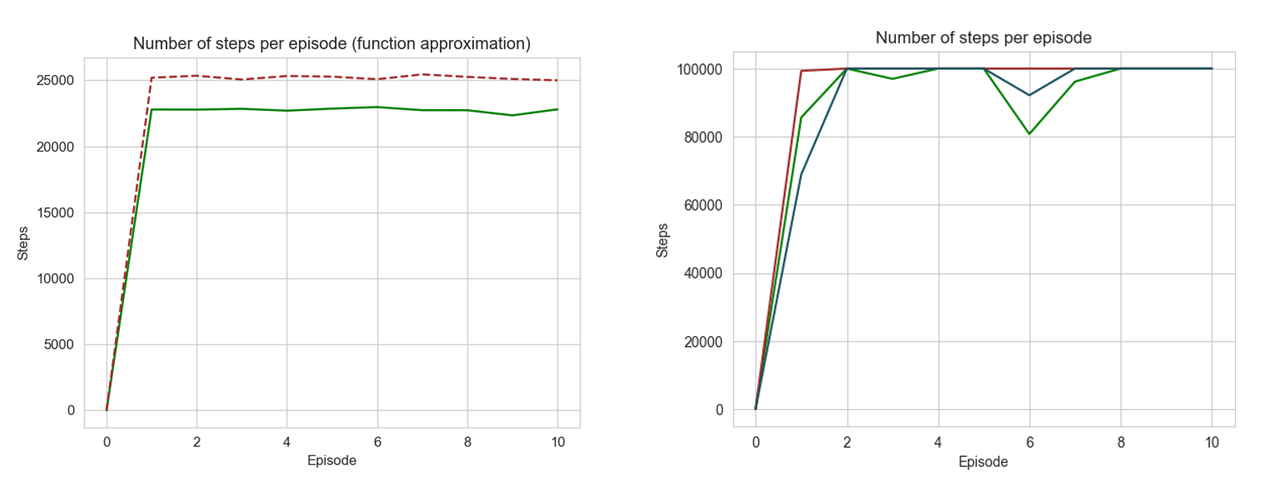 Number of steps per episode (function approximation)
25000
20000
15000
10000
5000
0
Steps
0 2 4 6 8 10
Episode
Number of steps per episode
100000
80000
60000
40000
20000
0
Steps
0 2 4 6 8 10
Episode